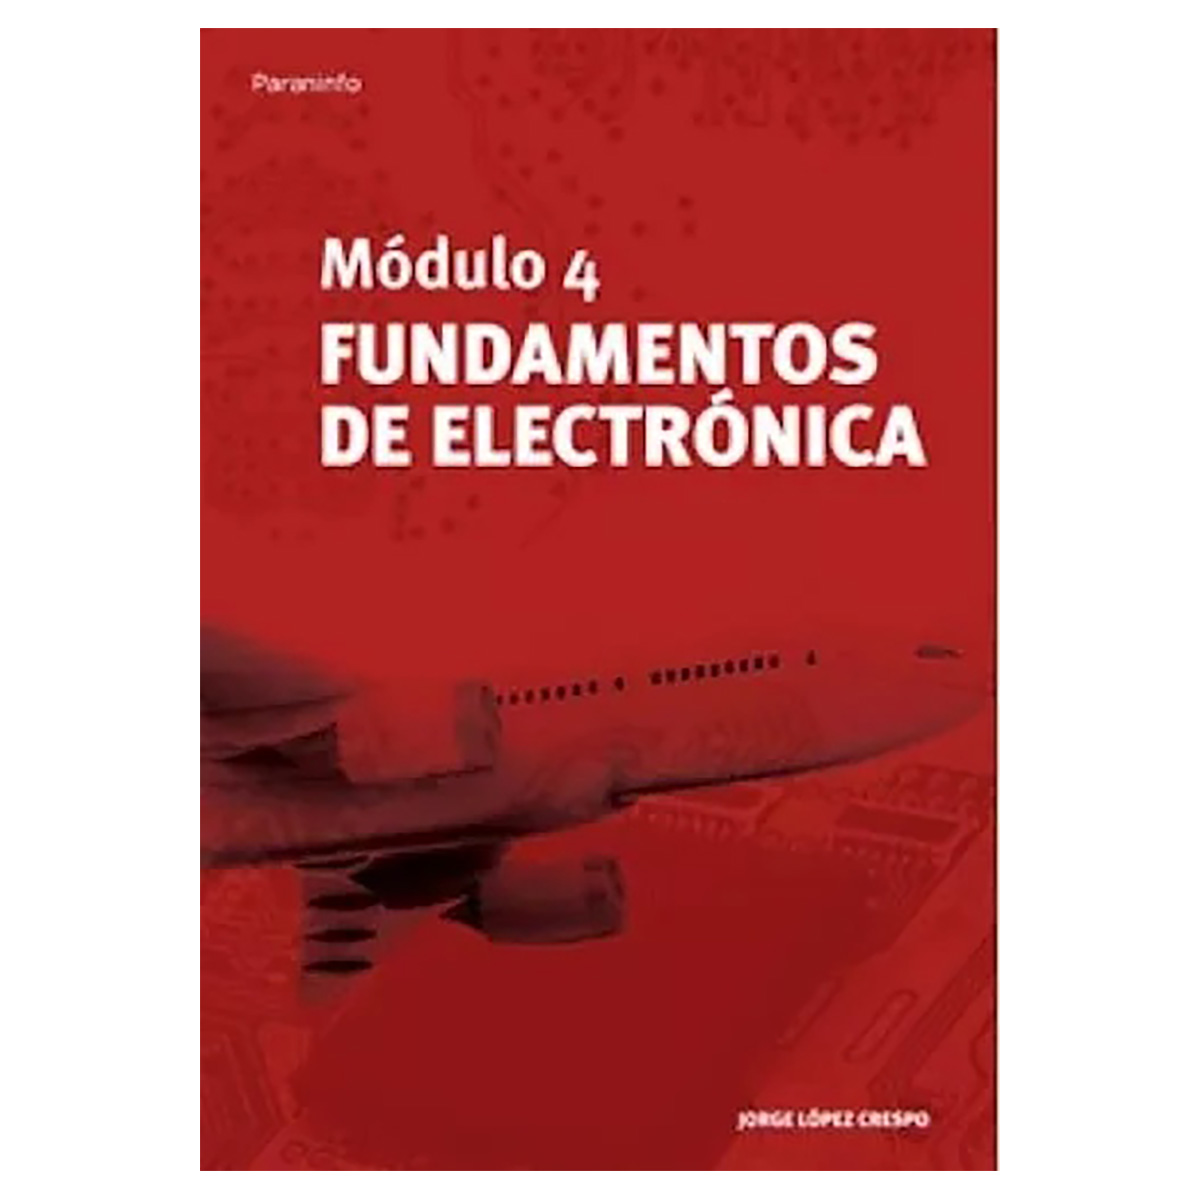 Paraninfo
Módulo 4
FUNDAMENTOS
DE ELECTRÓNICA
JORGE LÓPEZ CRESPO